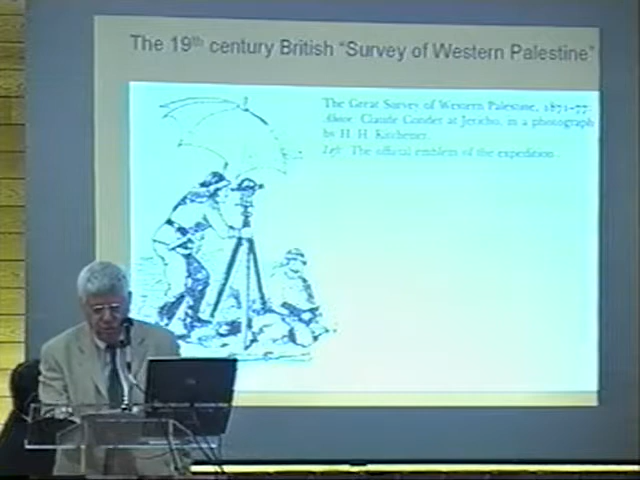 The 19th century British “Survey of Western Palestine”
The Great Survey of Western Palestine, 1871-77.
Above: Claude Conder at Jericho, in a photograph
by H. H. Kitchener.
Left: The official emblem of the expedition